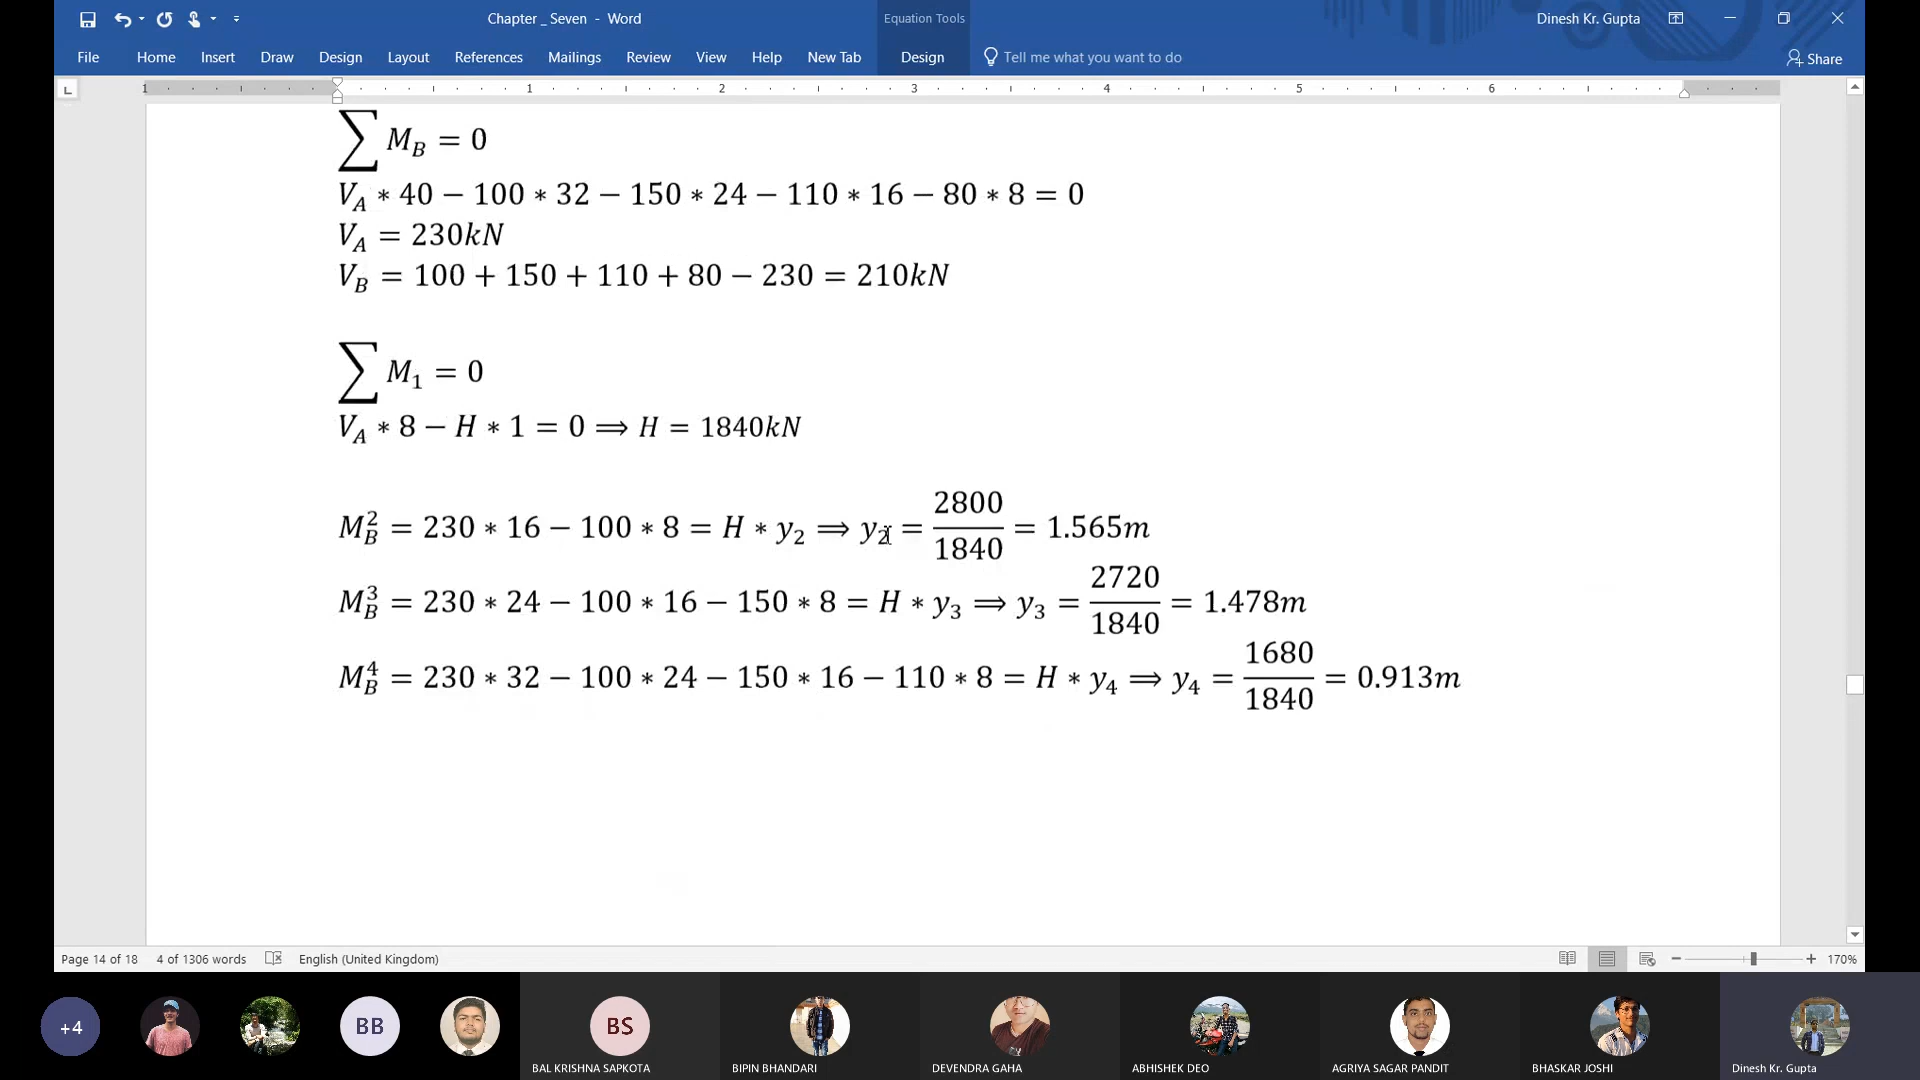 Chapter _ Seven - Word
Equation Tools
Dinesh Kr. Gupta
File Home Insert Draw Design Layout References Mailings Review View Help New Tab Design Tell me what you want to do Share
1 1 2 3 4 5 6
∑ M_B = 0
V_A * 40 − 100 * 32 − 150 * 24 − 110 * 16 − 80 * 8 = 0
V_A = 230kN
V_B = 100 + 150 + 110 + 80 − 230 = 210kN
∑ M_1 = 0
V_A * 8 − H * 1 = 0 ⟹ H = 1840kN
M_B^2 = 230 * 16 − 100 * 8 = H * y_2 ⟹ y_2 = 2800/1840 = 1.565m
M_B^3 = 230 * 24 − 100 * 16 − 150 * 8 = H * y_3 ⟹ y_3 = 2720/1840 = 1.478m
M_B^4 = 230 * 32 − 100 * 24 − 150 * 16 − 110 * 8 = H * y_4 ⟹ y_4 = 1680/1840 = 0.913m
Page 14 of 18 4 of 1306 words English (United Kingdom) 170%
+4 BB BS
BAL KRISHNA SAPKOTA BIPIN BHANDARI DEVENDRA GAHA ABHISHEK DEO AGRIYA SAGAR PANDIT BHASKAR JOSHI Dinesh Kr. Gupta